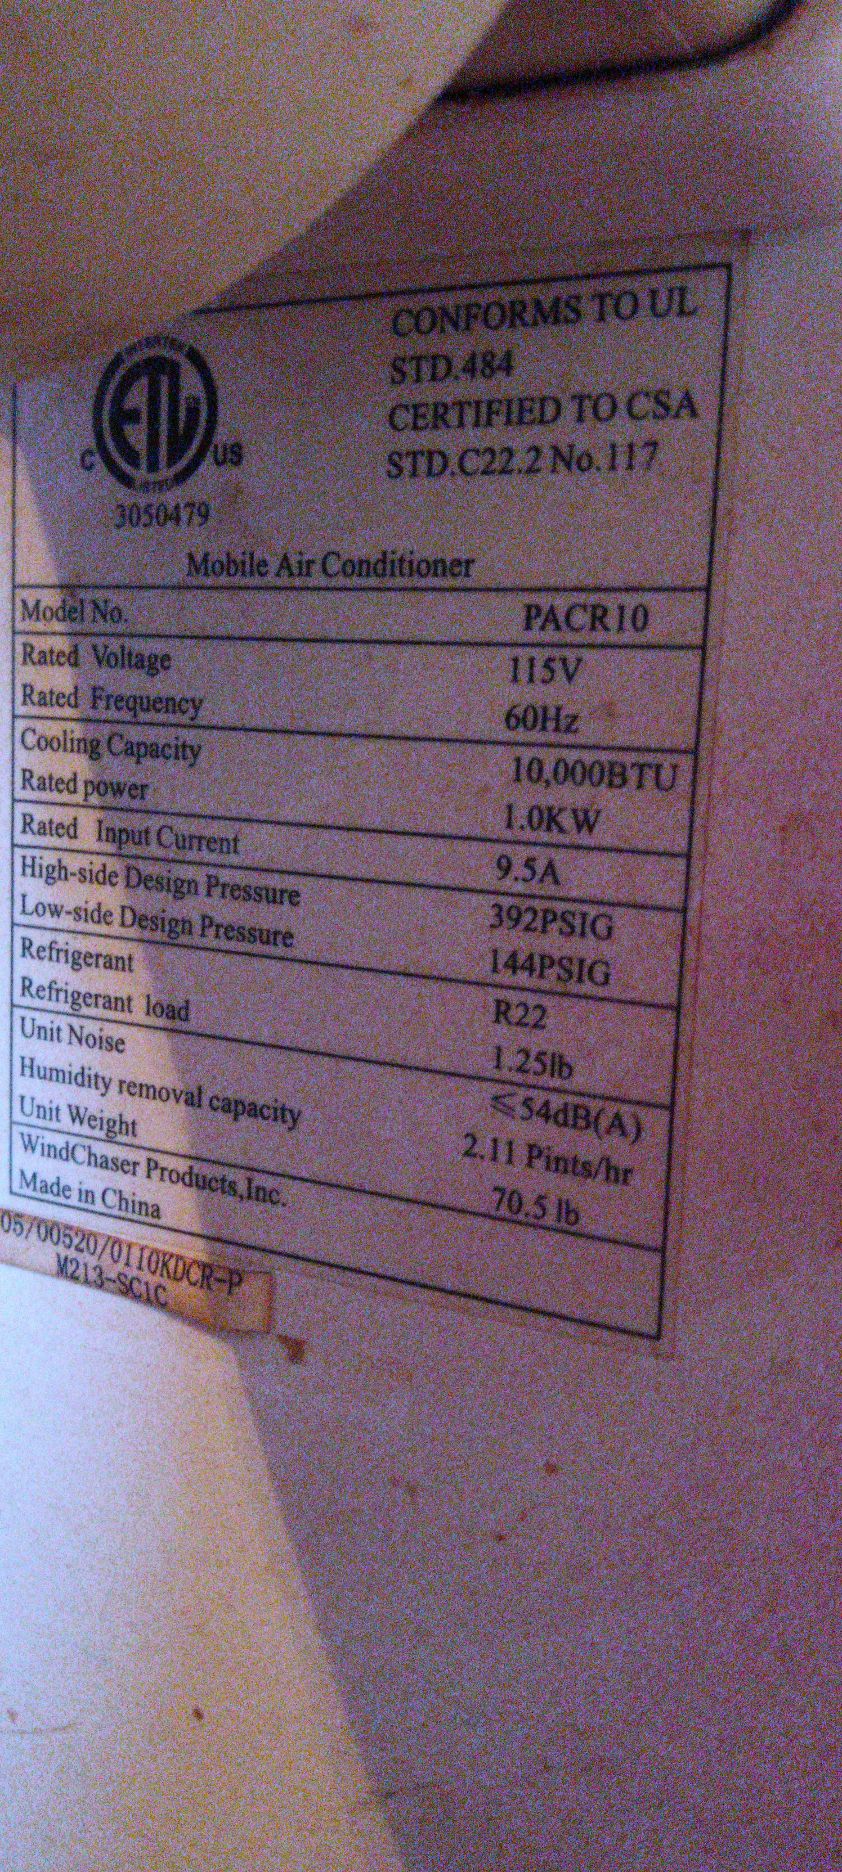 CONFORMS TO UL
STD.484
CERTIFIED TO CSA
STD.C22.2 No.117
ETL
LISTED
C US
3050479
Mobile Air Conditioner
Model No. PACR10
Rated Voltage 115V
Rated Frequency 60Hz
Cooling Capacity 10,000BTU
Rated power 1.0KW
Rated Input Current 9.5A
High-side Design Pressure 392PSIG
Low-side Design Pressure 144PSIG
Refrigerant R22
Refrigerant load 1.25lb
Unit Noise ≤54dB(A)
Humidity removal capacity 2.11 Pints/hr
Unit Weight 70.5 lb
WindChaser Products,Inc.
Made in China
05/00520/0110KDCR-P
M213-SC1C